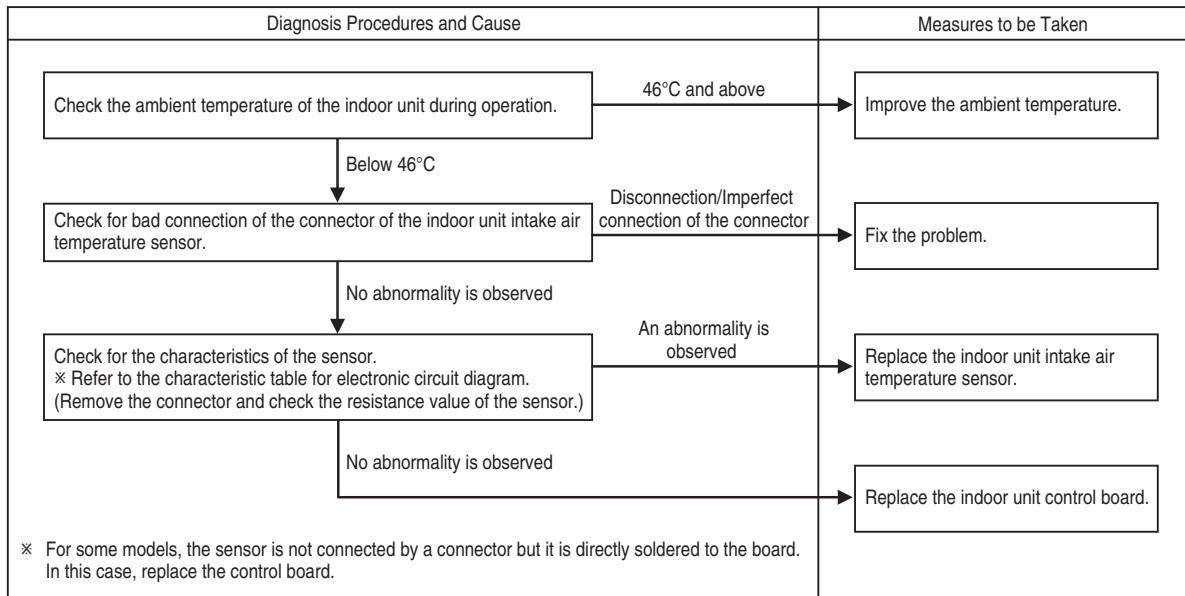 Diagnosis Procedures and Cause
Measures to be Taken
Check the ambient temperature of the indoor unit during operation.
46°C and above
Improve the ambient temperature.
Below 46°C
Check for bad connection of the connector of the indoor unit intake air
temperature sensor.
Disconnection/Imperfect
connection of the connector
Fix the problem.
No abnormality is observed
Check for the characteristics of the sensor.
※ Refer to the characteristic table for electronic circuit diagram.
(Remove the connector and check the resistance value of the sensor.)
An abnormality is
observed
Replace the indoor unit intake air
temperature sensor.
No abnormality is observed
Replace the indoor unit control board.
※ For some models, the sensor is not connected by a connector but it is directly soldered to the board.
In this case, replace the control board.